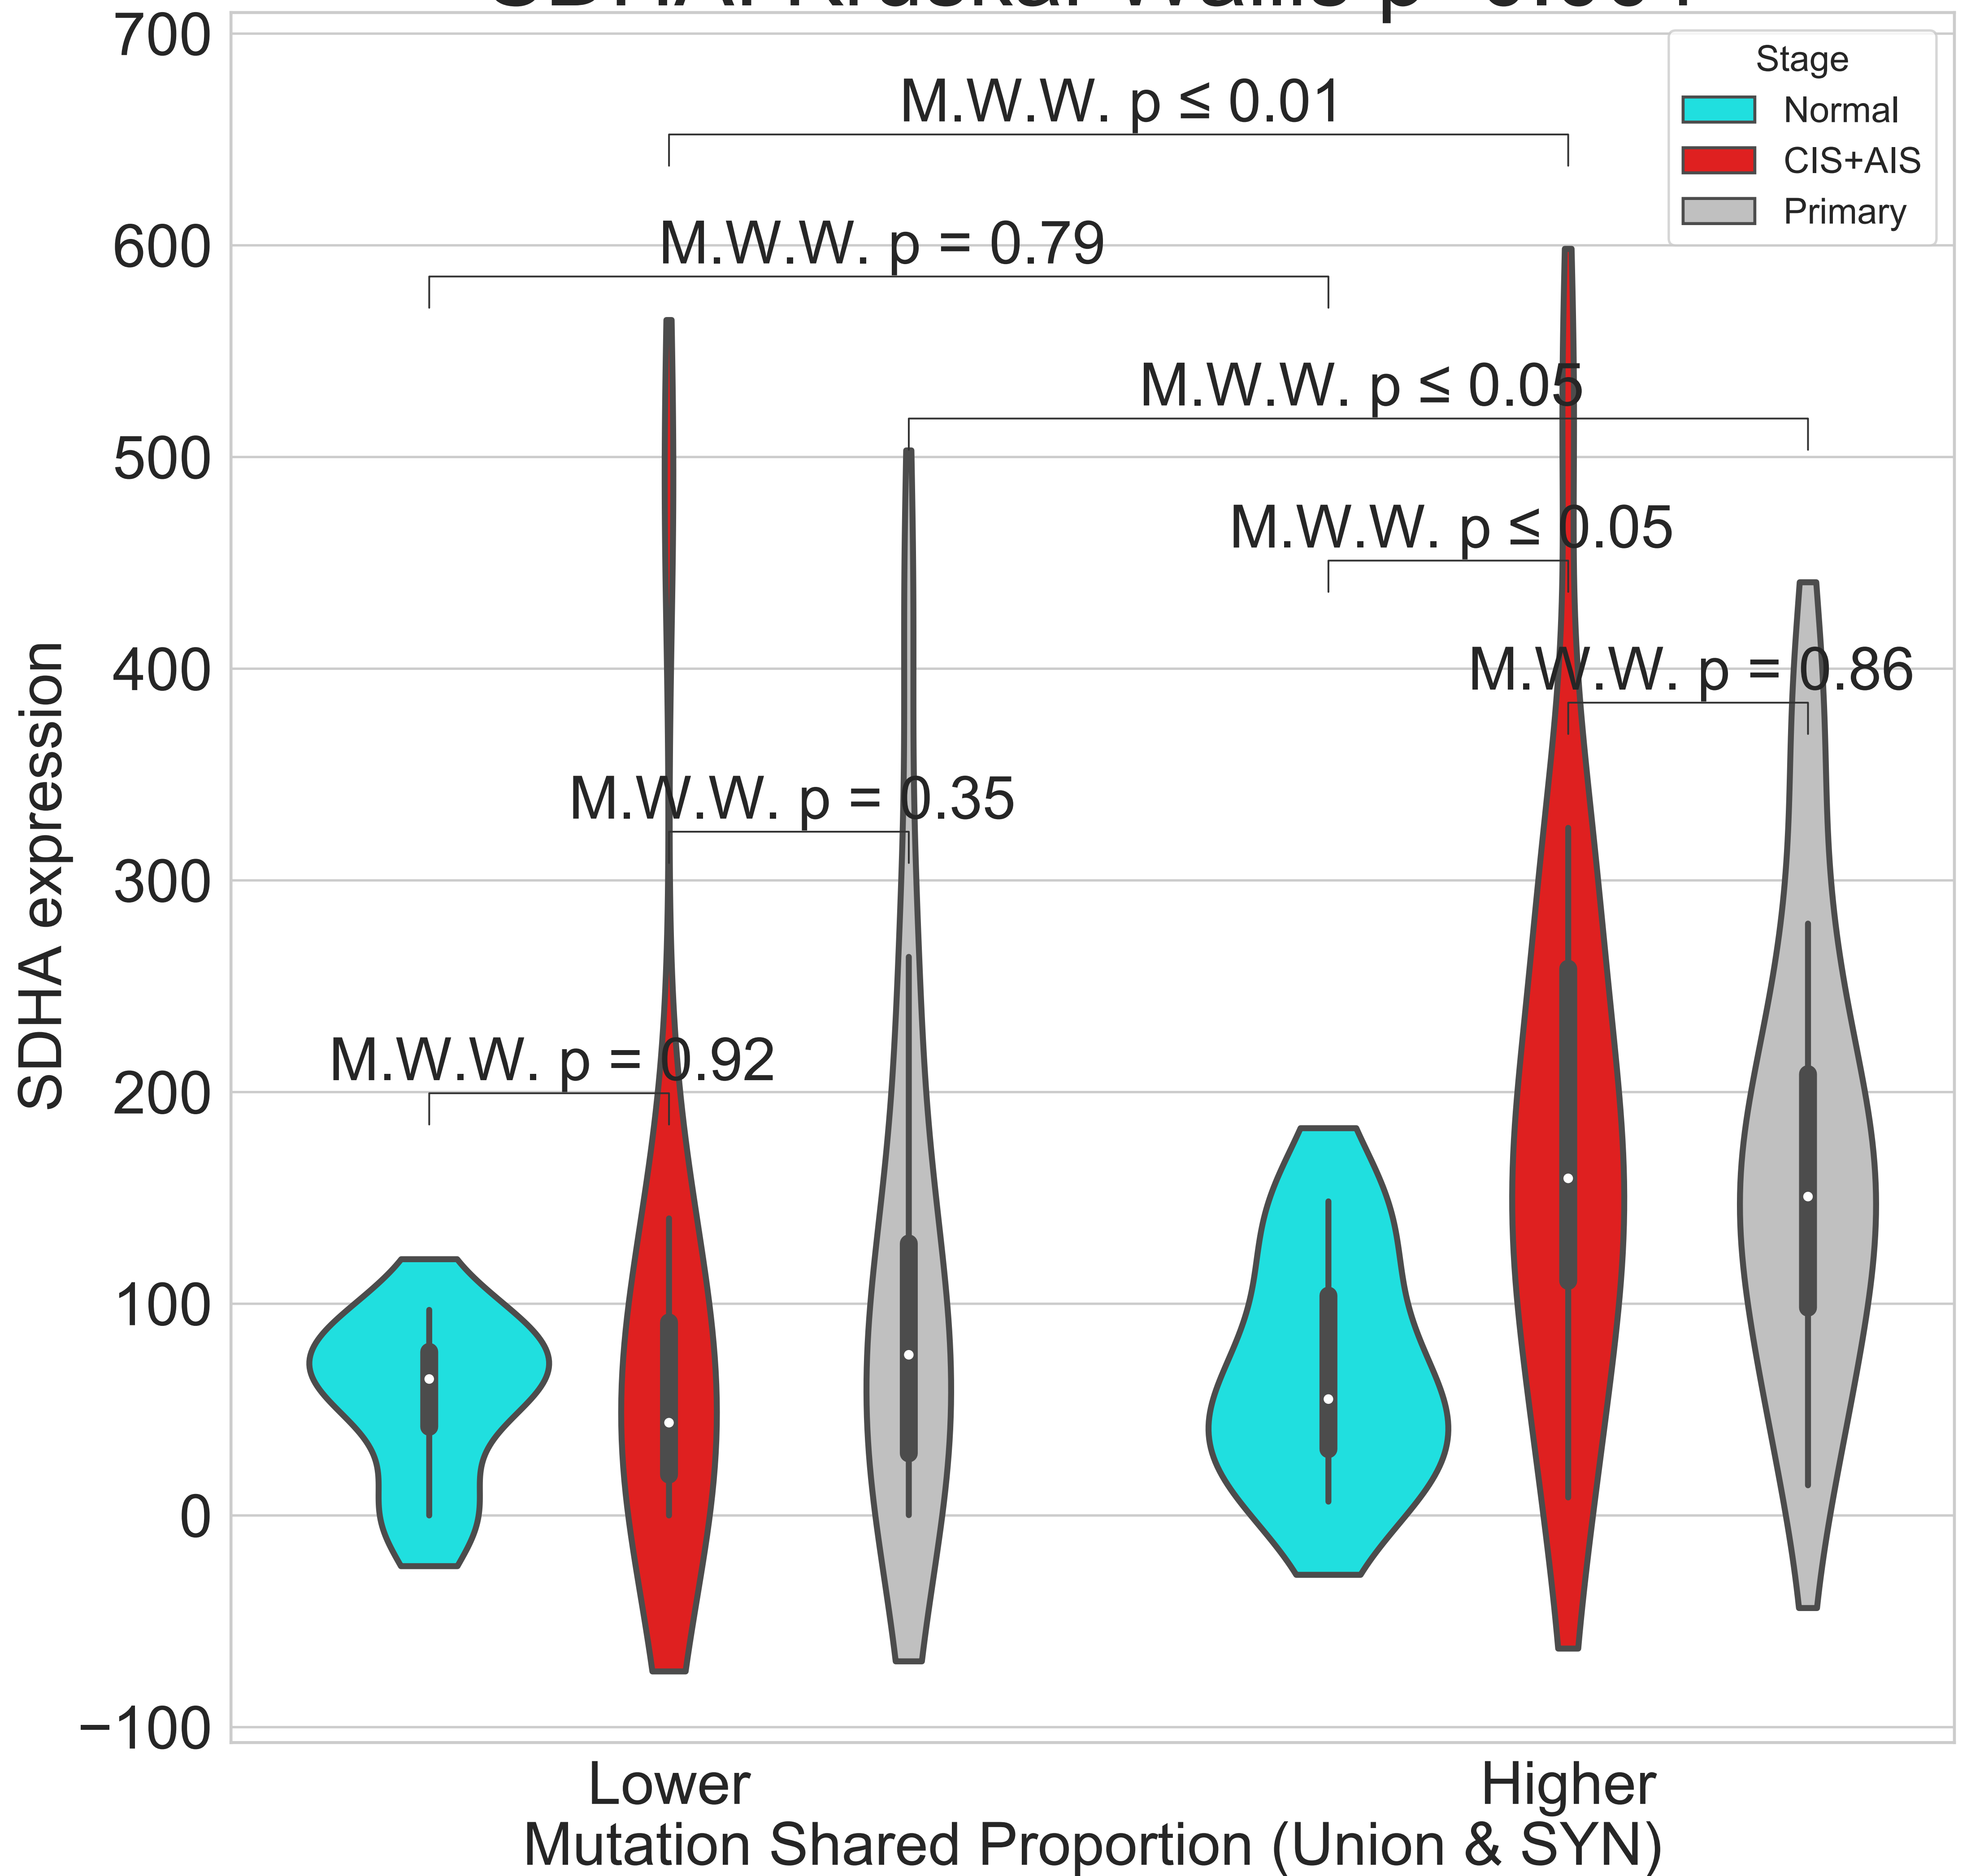 700
M.W.W. p ≤ 0.01
Stage
Normal
CIS+AIS
Primary
600
M.W.W. p = 0.79
M.W.W. p ≤ 0.05
500
M.W.W. p ≤ 0.05
400
M.W.W. p = 0.86
M.W.W. p = 0.35
300
M.W.W. p = 0.92
200
100
0
−100
SDHA expression
Lower
Higher
Mutation Shared Proportion (Union & SYN)